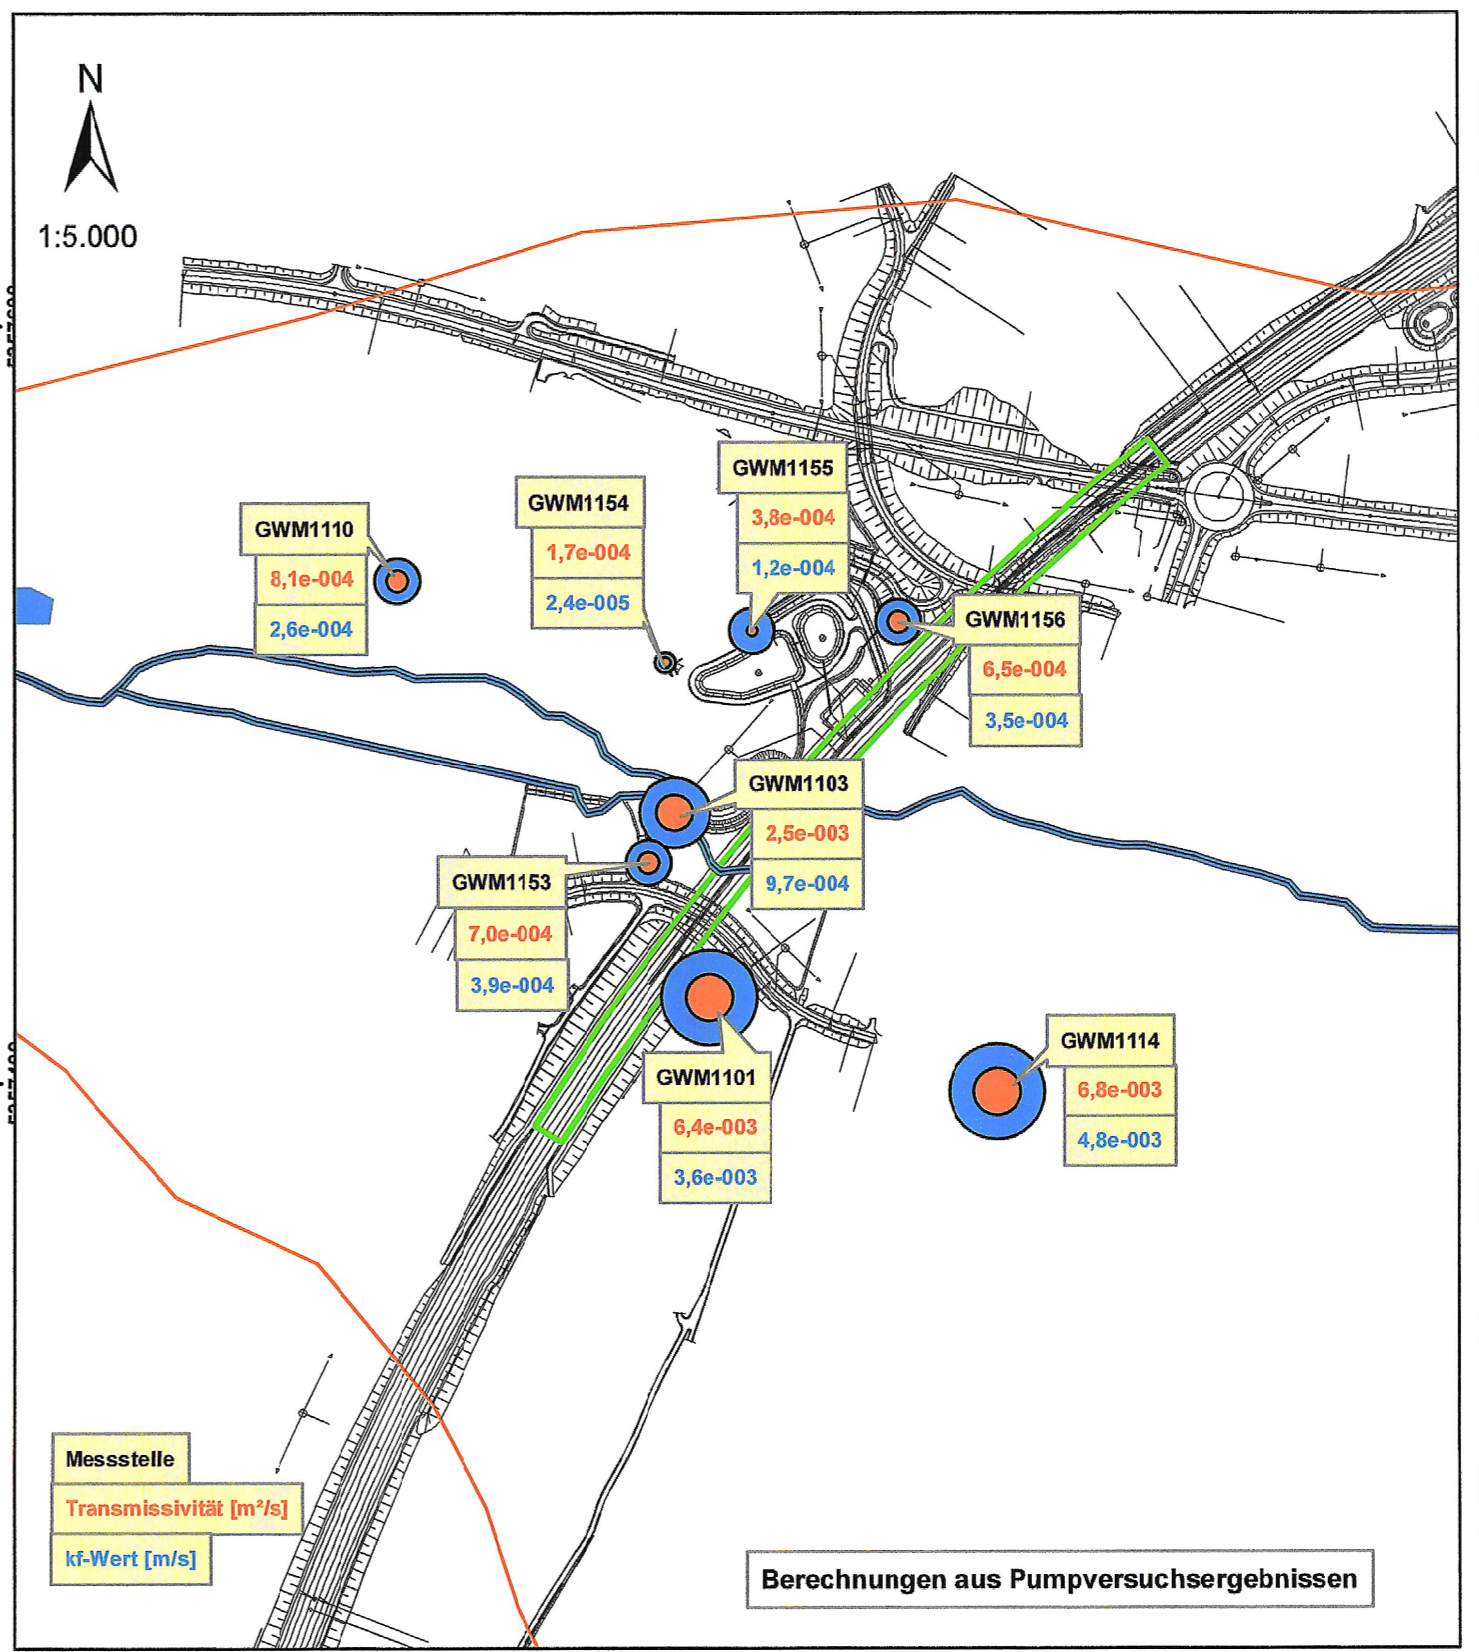 N
1:5.000
GWM1155
3,8e-004
1,2e-004
GWM1154
1,7e-004
2,4e-005
GWM1110
8,1e-004
2,6e-004
GWM1156
6,5e-004
3,5e-004
GWM1103
2,5e-003
9,7e-004
GWM1153
7,0e-004
3,9e-004
GWM1101
6,4e-003
3,6e-003
GWM1114
6,8e-003
4,8e-003
Messstelle
Transmissivität [m²/s]
kf-Wert [m/s]
Berechnungen aus Pumpversuchsergebnissen